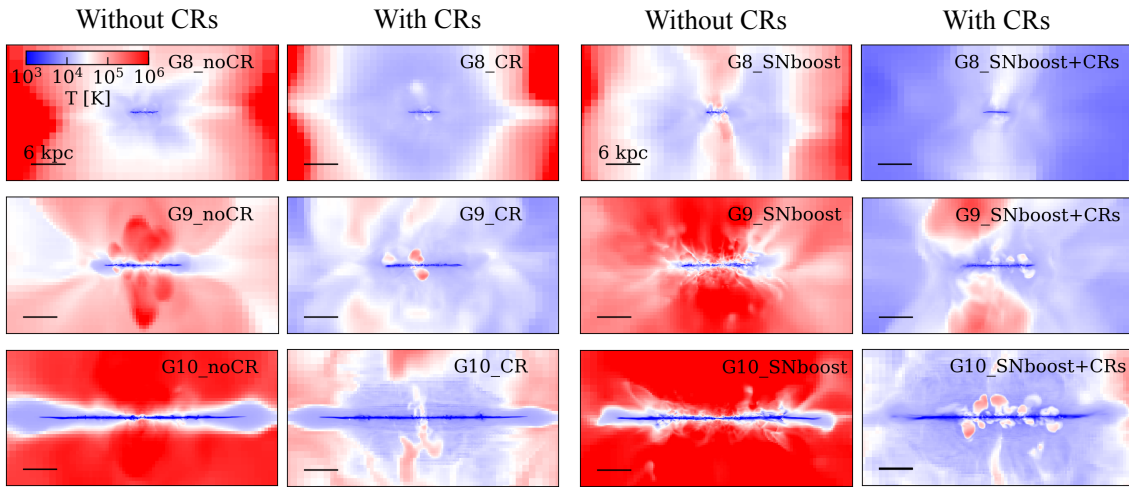 Without CRs
With CRs
Without CRs
With CRs
G8_noCR
10³ 10⁴ 10⁵ 10⁶
T [K]
6 kpc
G8_CR
G8_SNboost
6 kpc
G8_SNboost+CRs
G9_noCR
G9_CR
G9_SNboost
G9_SNboost+CRs
G10_noCR
G10_CR
G10_SNboost
G10_SNboost+CRs